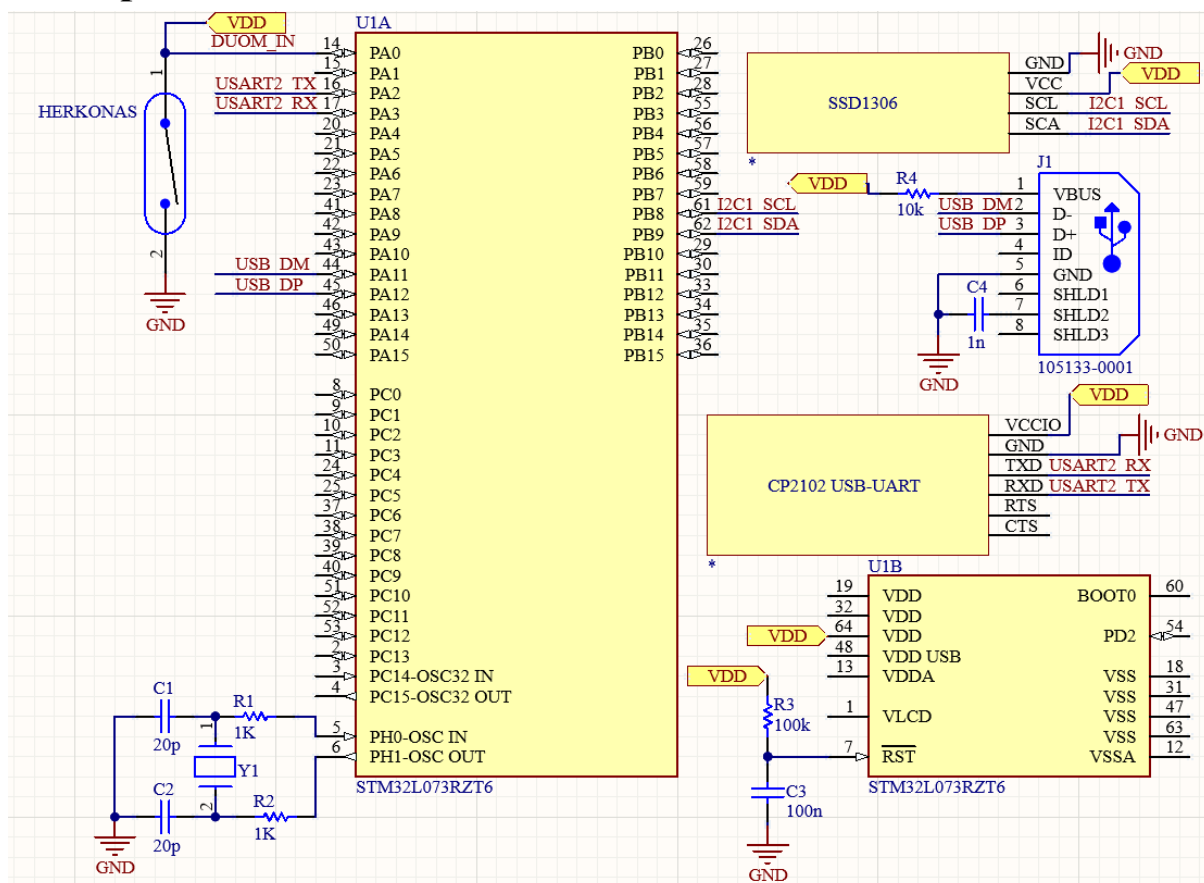 VDD
DUOM_IN
1
HERKONAS
2
GND
U1A
14 PA0
15 PA1
USART2_TX 16 PA2
USART2_RX 17 PA3
20 PA4
21 PA5
22 PA6
23 PA7
41 PA8
42 PA9
43 PA10
USB_DM 44 PA11
USB_DP 45 PA12
46 PA13
49 PA14
50 PA15
8 PC0
9 PC1
10 PC2
11 PC3
24 PC4
25 PC5
37 PC6
38 PC7
39 PC8
40 PC9
51 PC10
52 PC11
53 PC12
2 PC13
3 PC14-OSC32 IN
4 PC15-OSC32 OUT
5 PH0-OSC IN
6 PH1-OSC OUT
STM32L073RZT6
PB0 26
PB1 27
PB2 28
PB3 55
PB4 56
PB5 57
PB6 58
PB7 59
PB8 61 I2C1_SCL
PB9 62 I2C1_SDA
PB10 29
PB11 30
PB12 33
PB13 34
PB14 35
PB15 36
C1
20p
R1
1K
1
Y1
2
C2
20p
R2
1K
GND
SSD1306
*
GND GND
VCC VDD
SCL I2C1_SCL
SCA I2C1_SDA
J1
VDD
1
R4
10k
1 VBUS
USB_DM 2 D-
USB_DP 3 D+
4 ID
5 GND
6 SHLD1
7 SHLD2
8 SHLD3
C4
1n
GND
105133-0001
VDD
CP2102 USB-UART
*
VCCIO
GND GND
TXD USART2_RX
RXD USART2_TX
RTS
CTS
U1B
19 VDD
32 VDD
VDD 64 VDD
48 VDD USB
13 VDDA
1 VLCD
7 RST
BOOT0 60
PD2 54
VSS 18
VSS 31
VSS 47
VSS 63
VSSA 12
STM32L073RZT6
VDD
R3
100k
C3
100n
GND